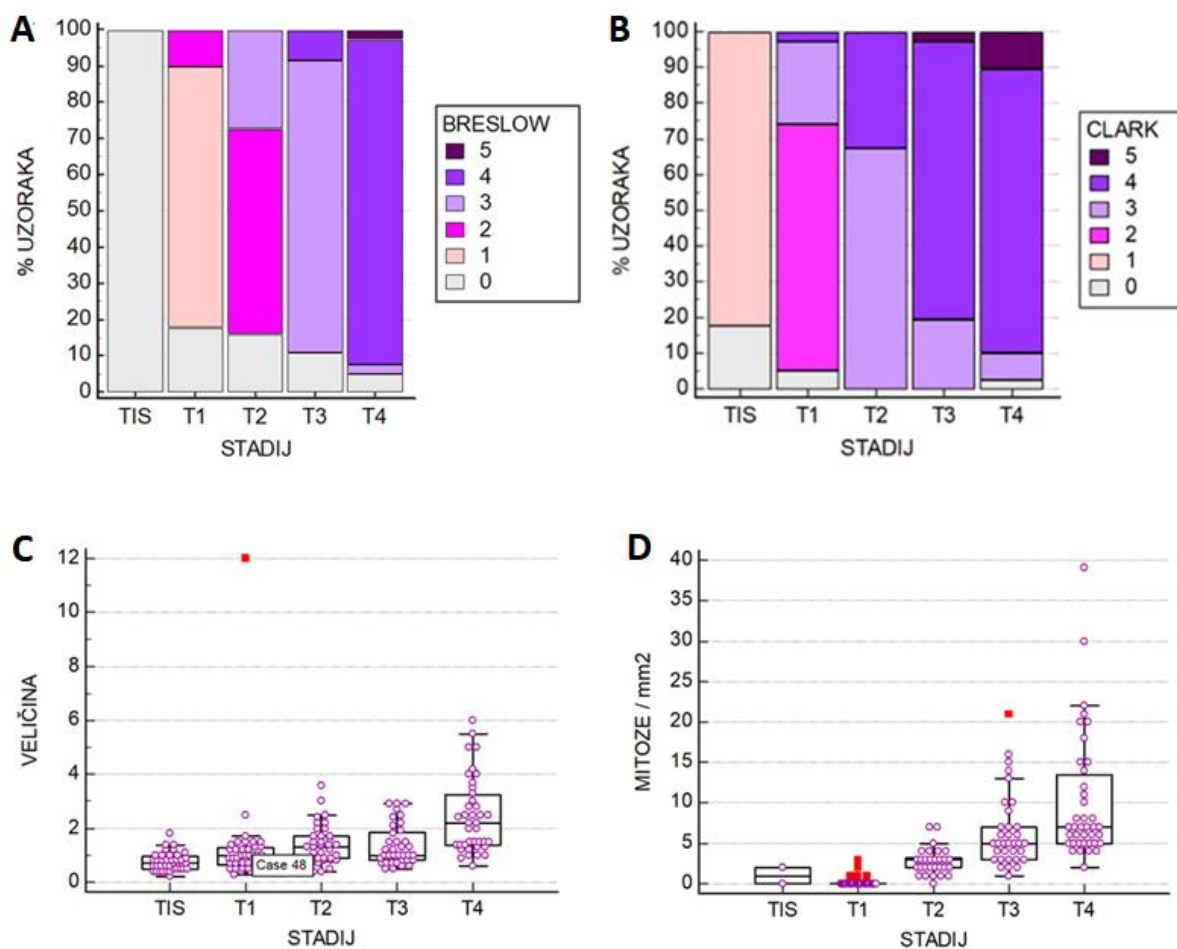 A
100
90
80
70
60
50
40
30
20
10
0
% UZORAKA
TIS T1 T2 T3 T4
STADIJ
BRESLOW
5
4
3
2
1
0
B
100
90
80
70
60
50
40
30
20
10
0
% UZORAKA
TIS T1 T2 T3 T4
STADIJ
CLARK
5
4
3
2
1
0
C
12
10
8
6
4
2
0
VELIČINA
Case 48
TIS T1 T2 T3 T4
STADIJ
D
40
35
30
25
20
15
10
5
0
MITOZE / mm2
TIS T1 T2 T3 T4
STADIJ